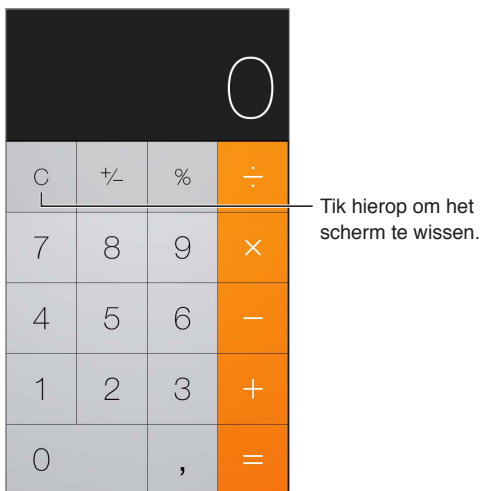 0
C +⁄− % ÷
7 8 9 ×
4 5 6 −
1 2 3 +
0 , =
Tik hierop om het
scherm te wissen.